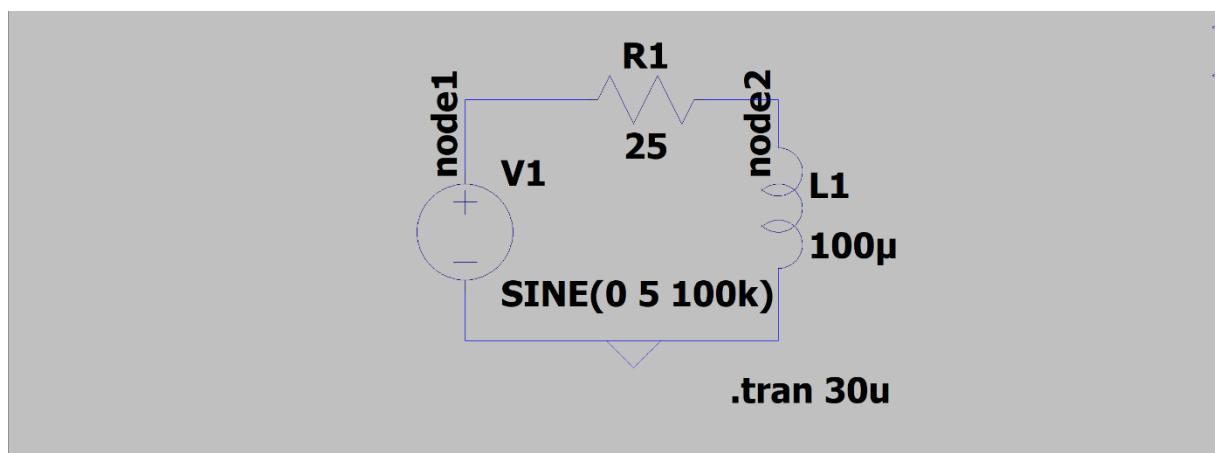 R1
node1
node2
25
V1
L1
100µ
SINE(0 5 100k)
.tran 30u